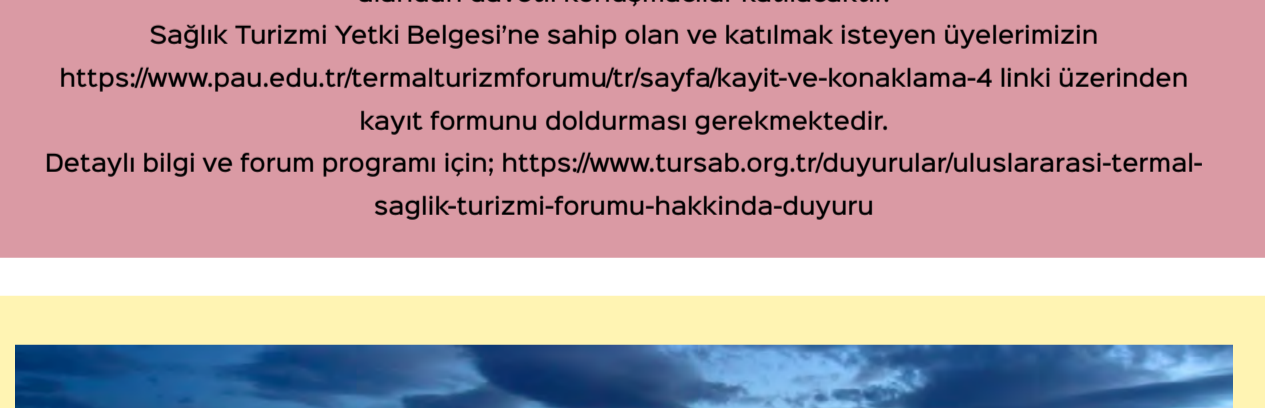 Sağlık Turizmi Yetki Belgesi’ne sahip olan ve katılmak isteyen üyelerimizin
https://www.pau.edu.tr/termalturizmforumu/tr/sayfa/kayit-ve-konaklama-4 linki üzerinden
kayıt formunu doldurması gerekmektedir.
Detaylı bilgi ve forum programı için; https://www.tursab.org.tr/duyurular/uluslararasi-termal-
saglik-turizmi-forumu-hakkinda-duyuru